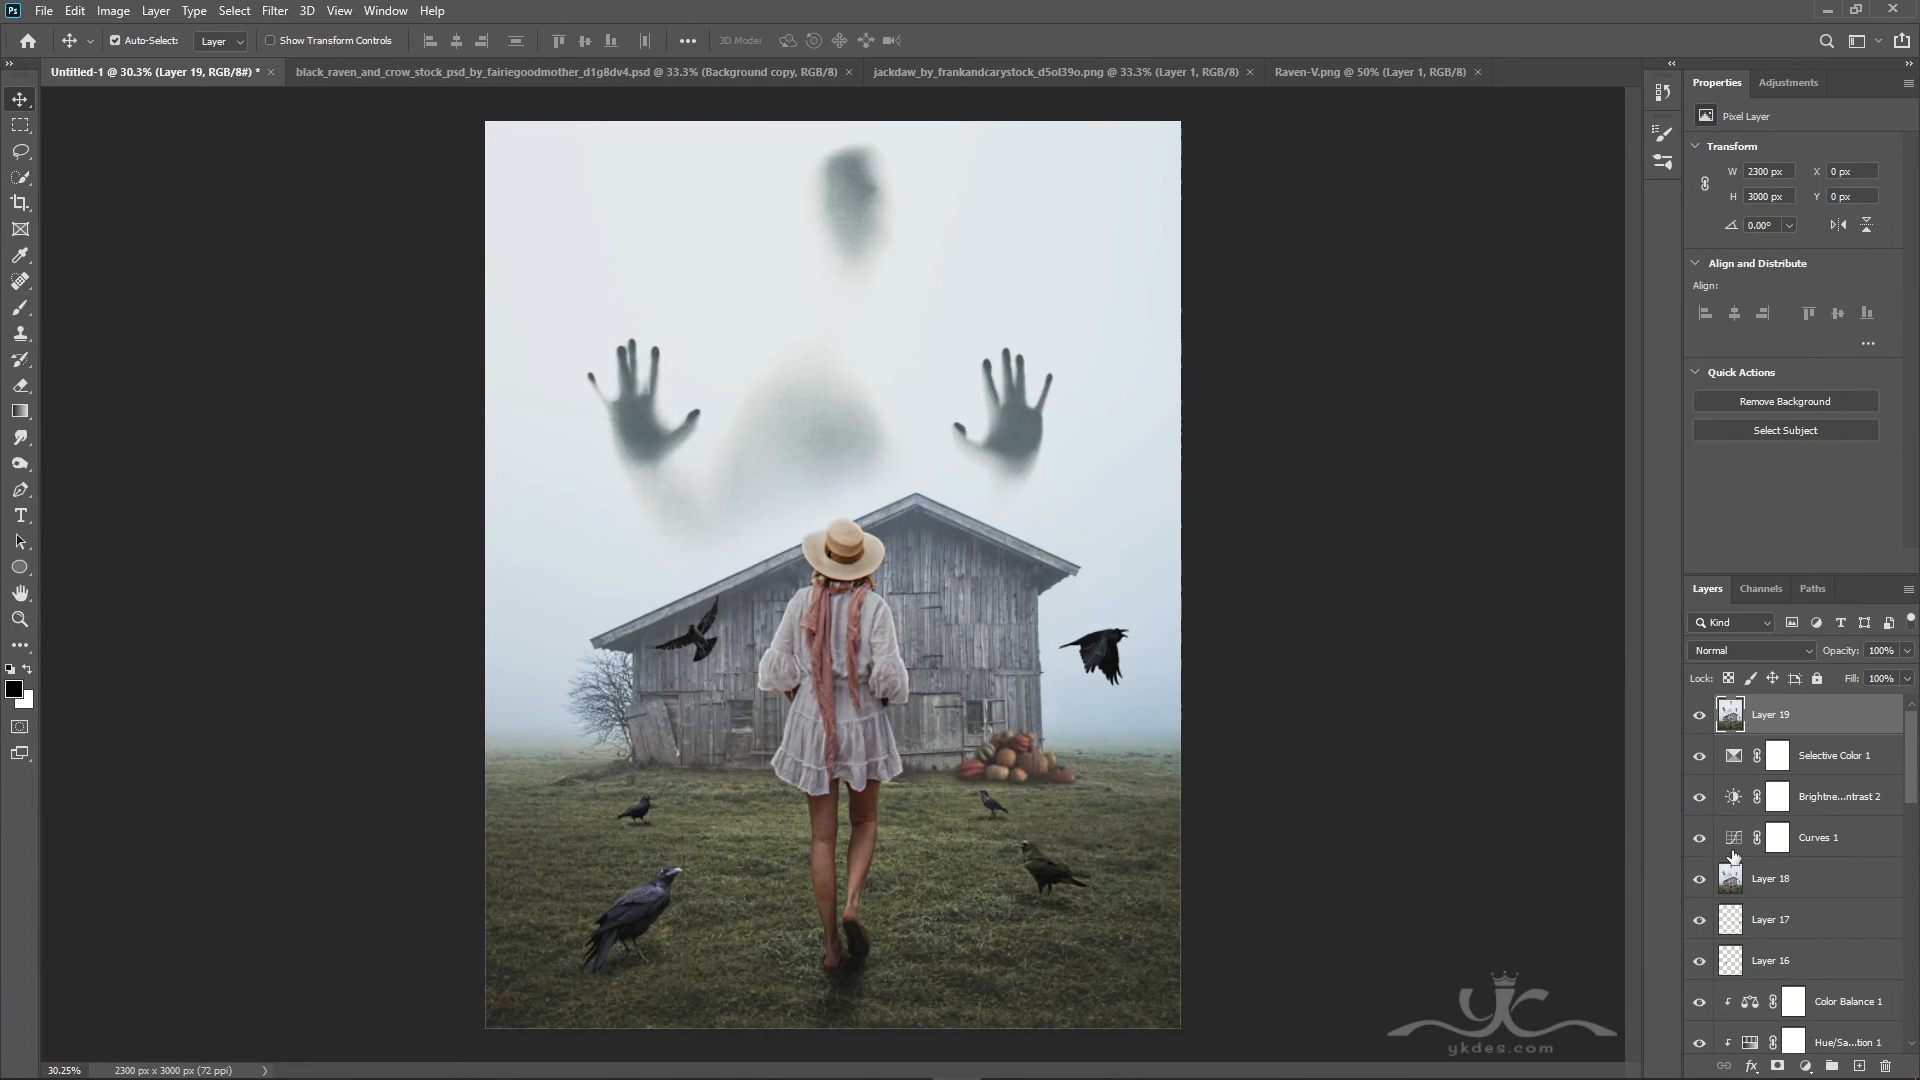 Ps File Edit Image Layer Type Select Filter 3D View Window Help
Auto-Select: Layer Show Transform Controls 3D Mode:
Untitled-1 @ 30.3% (Layer 19, RGB/8#) * × black_raven_and_crow_stock_psd_by_fairiegoodmother_d1g8dv4.psd @ 33.3% (Background copy, RGB/8) × jackdaw_by_frankandcarystock_d5ol39o.png @ 33.3% (Layer 1, RGB/8) × Raven-V.png @ 50% (Layer 1, RGB/8) ×
Properties Adjustments
Pixel Layer
Transform
W 2300 px X 0 px
H 3000 px Y 0 px
0.00°
Align and Distribute
Align:
Quick Actions
Remove Background
Select Subject
Layers Channels Paths
Kind
Normal Opacity: 100%
Lock: Fill: 100%
Layer 19
Selective Color 1
Brightne...ntrast 2
Curves 1
Layer 18
Layer 17
Layer 16
Color Balance 1
Hue/Sa...tion 1
yk
ykdes.com
30.25% 2300 px x 3000 px (72 ppi)